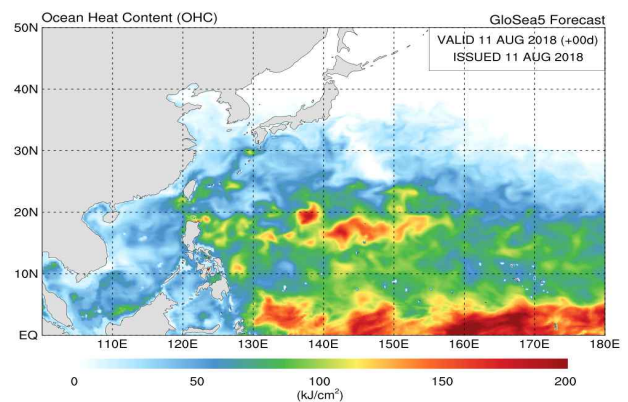 Ocean Heat Content (OHC) GloSea5 Forecast
50N
VALID 11 AUG 2018 (+00d)
ISSUED 11 AUG 2018
40N
30N
20N
10N
EQ
110E 120E 130E 140E 150E 160E 170E 180E
0 50 100 150 200
(kJ/cm²)